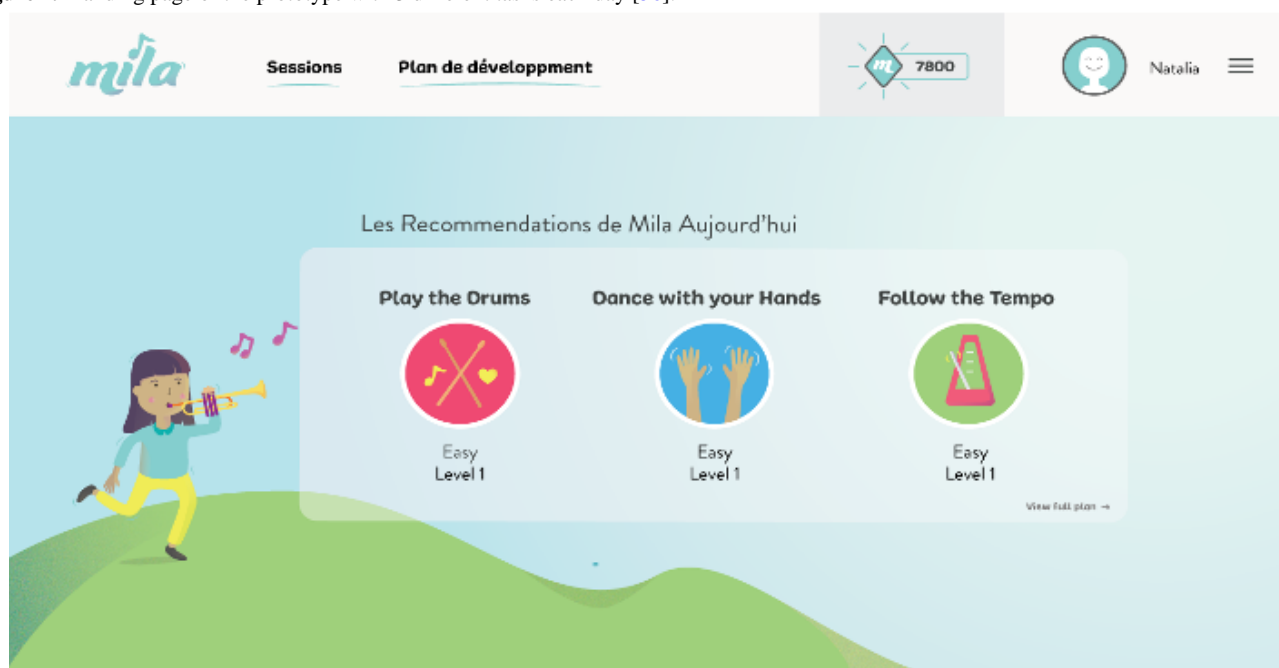 mila
Sessions
Plan de développment
m
7800
Natalia
Les Recommendations de Mila Aujourd'hui
Play the Drums
Dance with your Hands
Follow the Tempo
Easy
Level 1
Easy
Level 1
Easy
Level 1
View full plan →